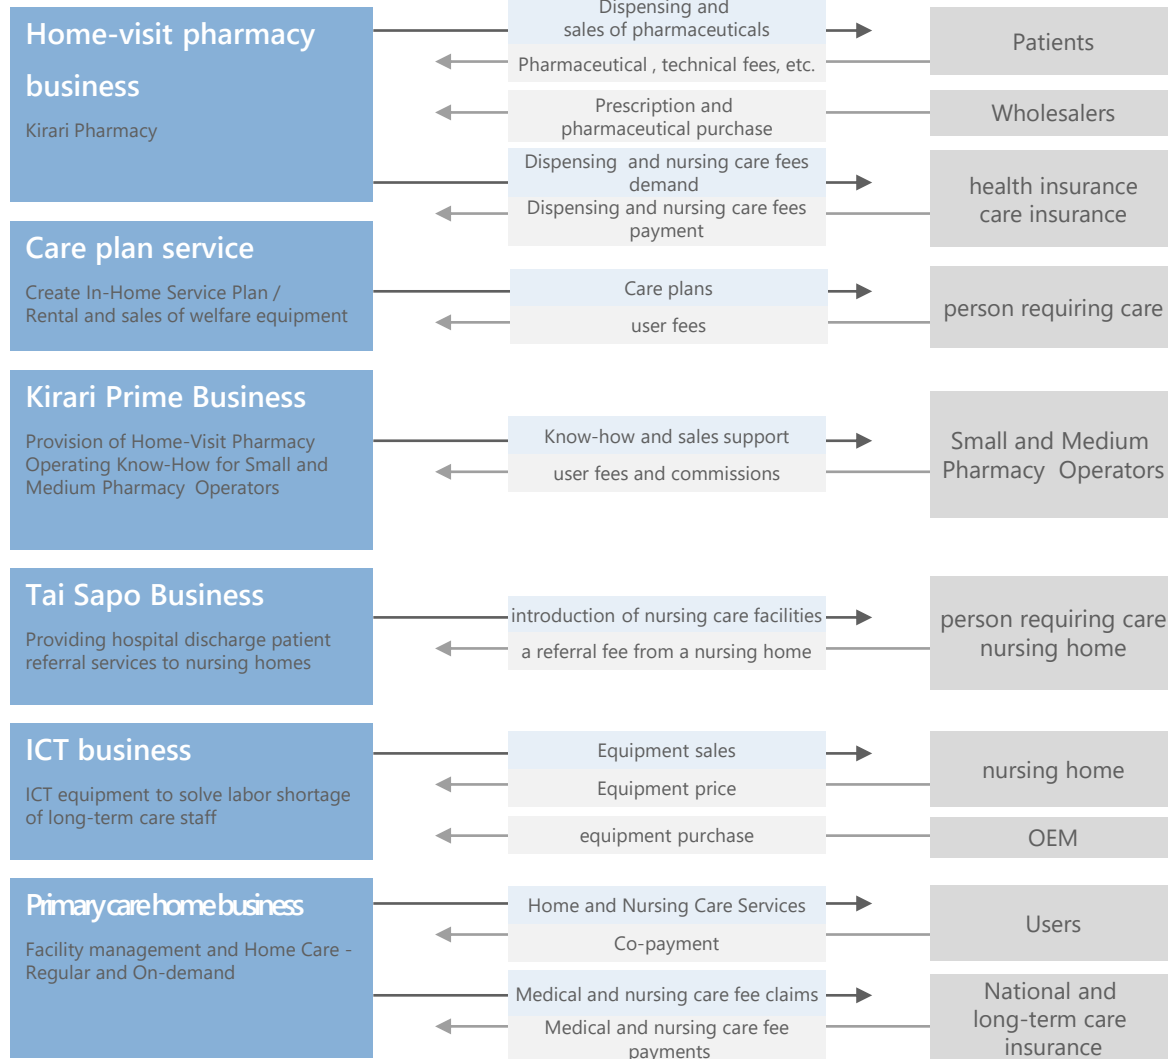 Home-visit pharmacy
business
Kirari Pharmacy
Dispensing and
sales of pharmaceuticals
Pharmaceutical , technical fees, etc.
Patients
Prescription and
pharmaceutical purchase
Wholesalers
Dispensing and nursing care fees
demand
Dispensing and nursing care fees
payment
health insurance
care insurance
Care plan service
Create In-Home Service Plan /
Rental and sales of welfare equipment
Care plans
user fees
person requiring care
Kirari Prime Business
Provision of Home-Visit Pharmacy
Operating Know-How for Small and
Medium Pharmacy Operators
Know-how and sales support
user fees and commissions
Small and Medium
Pharmacy Operators
Tai Sapo Business
Providing hospital discharge patient
referral services to nursing homes
introduction of nursing care facilities
a referral fee from a nursing home
person requiring care
nursing home
ICT business
ICT equipment to solve labor shortage
of long-term care staff
Equipment sales
Equipment price
nursing home
equipment purchase
OEM
Primary care home business
Facility management and Home Care -
Regular and On-demand
Home and Nursing Care Services
Co-payment
Users
Medical and nursing care fee claims
Medical and nursing care fee
payments
National and
long-term care
insurance